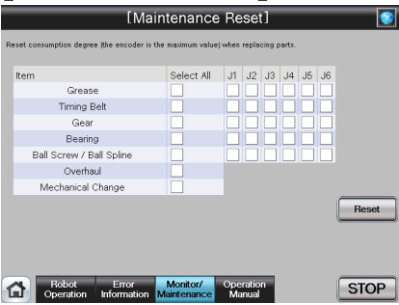 [Maintenance Reset]
Reset consumption degree (the encoder is the maximum value) when replacing parts.
Item Select All J1 J2 J3 J4 J5 J6
Grease
Timing Belt
Gear
Bearing
Ball Screw / Ball Spline
Overhaul
Mechanical Change
Reset
Robot Operation Error Information Monitor/ Maintenance Operation Manual STOP